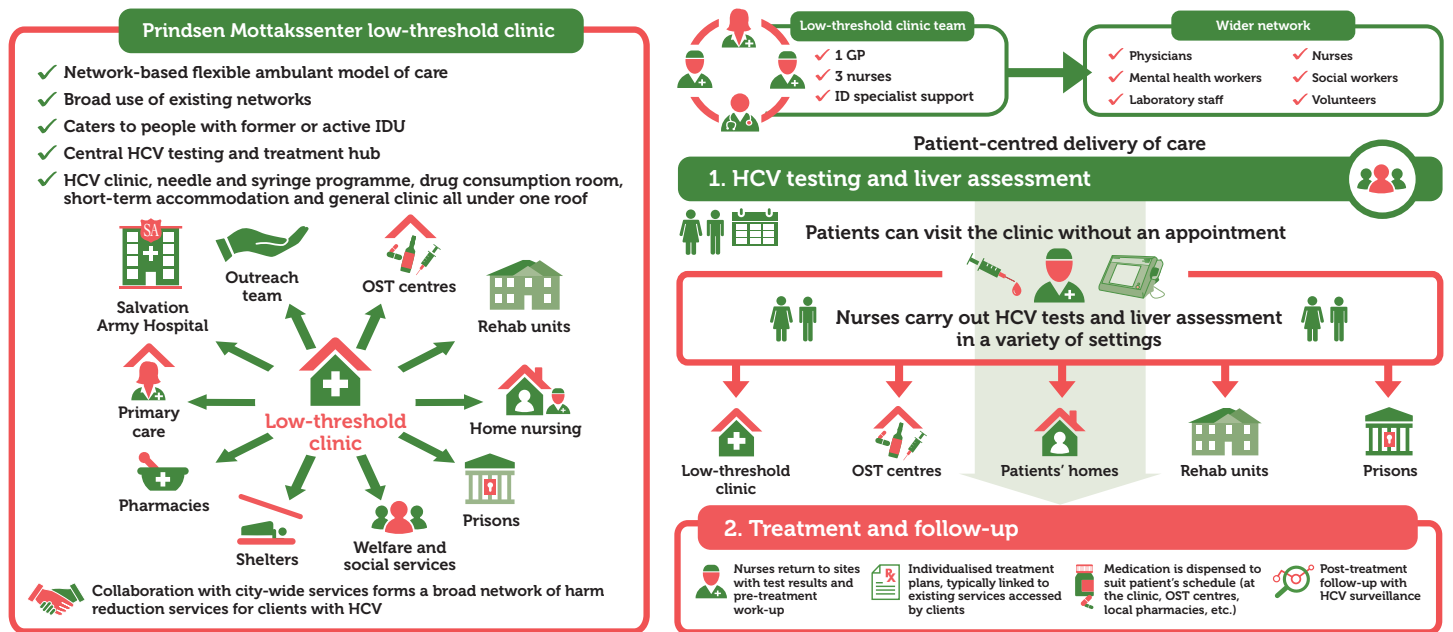 Prindsen Mottakssenter low-threshold clinic
Network-based flexible ambulant model of care
Broad use of existing networks
Caters to people with former or active IDU
Central HCV testing and treatment hub
HCV clinic, needle and syringe programme, drug consumption room,
short-term accommodation and general clinic all under one roof
SA
Salvation
Army Hospital
Outreach
team
OST centres
Rehab units
Primary
care
Low-threshold
clinic
Home nursing
Pharmacies
Shelters
Welfare and
social services
Prisons
Collaboration with city-wide services forms a broad network of harm
reduction services for clients with HCV
Low-threshold clinic team
1 GP
3 nurses
ID specialist support
Wider network
Physicians
Mental health workers
Laboratory staff
Nurses
Social workers
Volunteers
Patient-centred delivery of care
1. HCV testing and liver assessment
Patients can visit the clinic without an appointment
Nurses carry out HCV tests and liver assessment
in a variety of settings
Low-threshold
clinic
OST centres
Patients’ homes
Rehab units
Prisons
2. Treatment and follow-up
Nurses return to sites
with test results and
pre-treatment
work-up
Rx
Individualised treatment
plans, typically linked to
existing services accessed
by clients
Medication is dispensed to
suit patient’s schedule (at
the clinic, OST centres,
local pharmacies, etc.)
Post-treatment
follow-up with
HCV surveillance